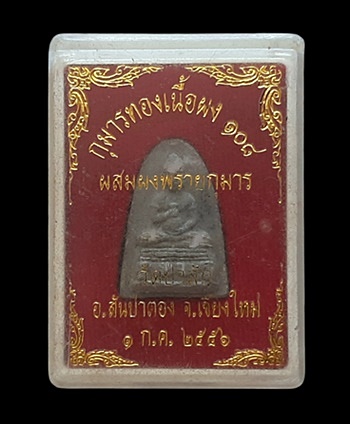 กุมารทองเนื้อผง ๑๐๘
ผสมผงพรายกุมาร
อ.สันป่าตอง จ.เชียงใหม่
๑ ก.ค. ๒๕๕๖